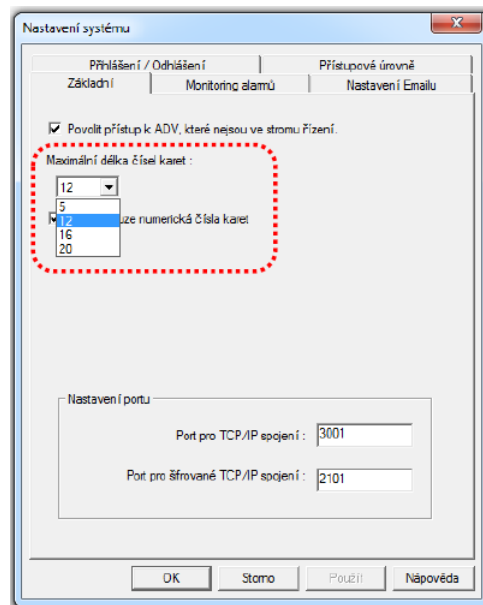 Nastavení systému
Přihlášení / Odhlášení
Přístupové úrovně
Základní
Monitoring alarmů
Nastavení Emailu
Povolit přístup k ADV, které nejsou ve stromu řízení.
Maximální délka čísel karet :
12
5
12
uze numerická čísla karet
16
20
Nastavení portu
Port pro TCP/IP spojení :
3001
Port pro šifrované TCP/IP spojení :
2101
OK
Storno
Použít
Nápověda